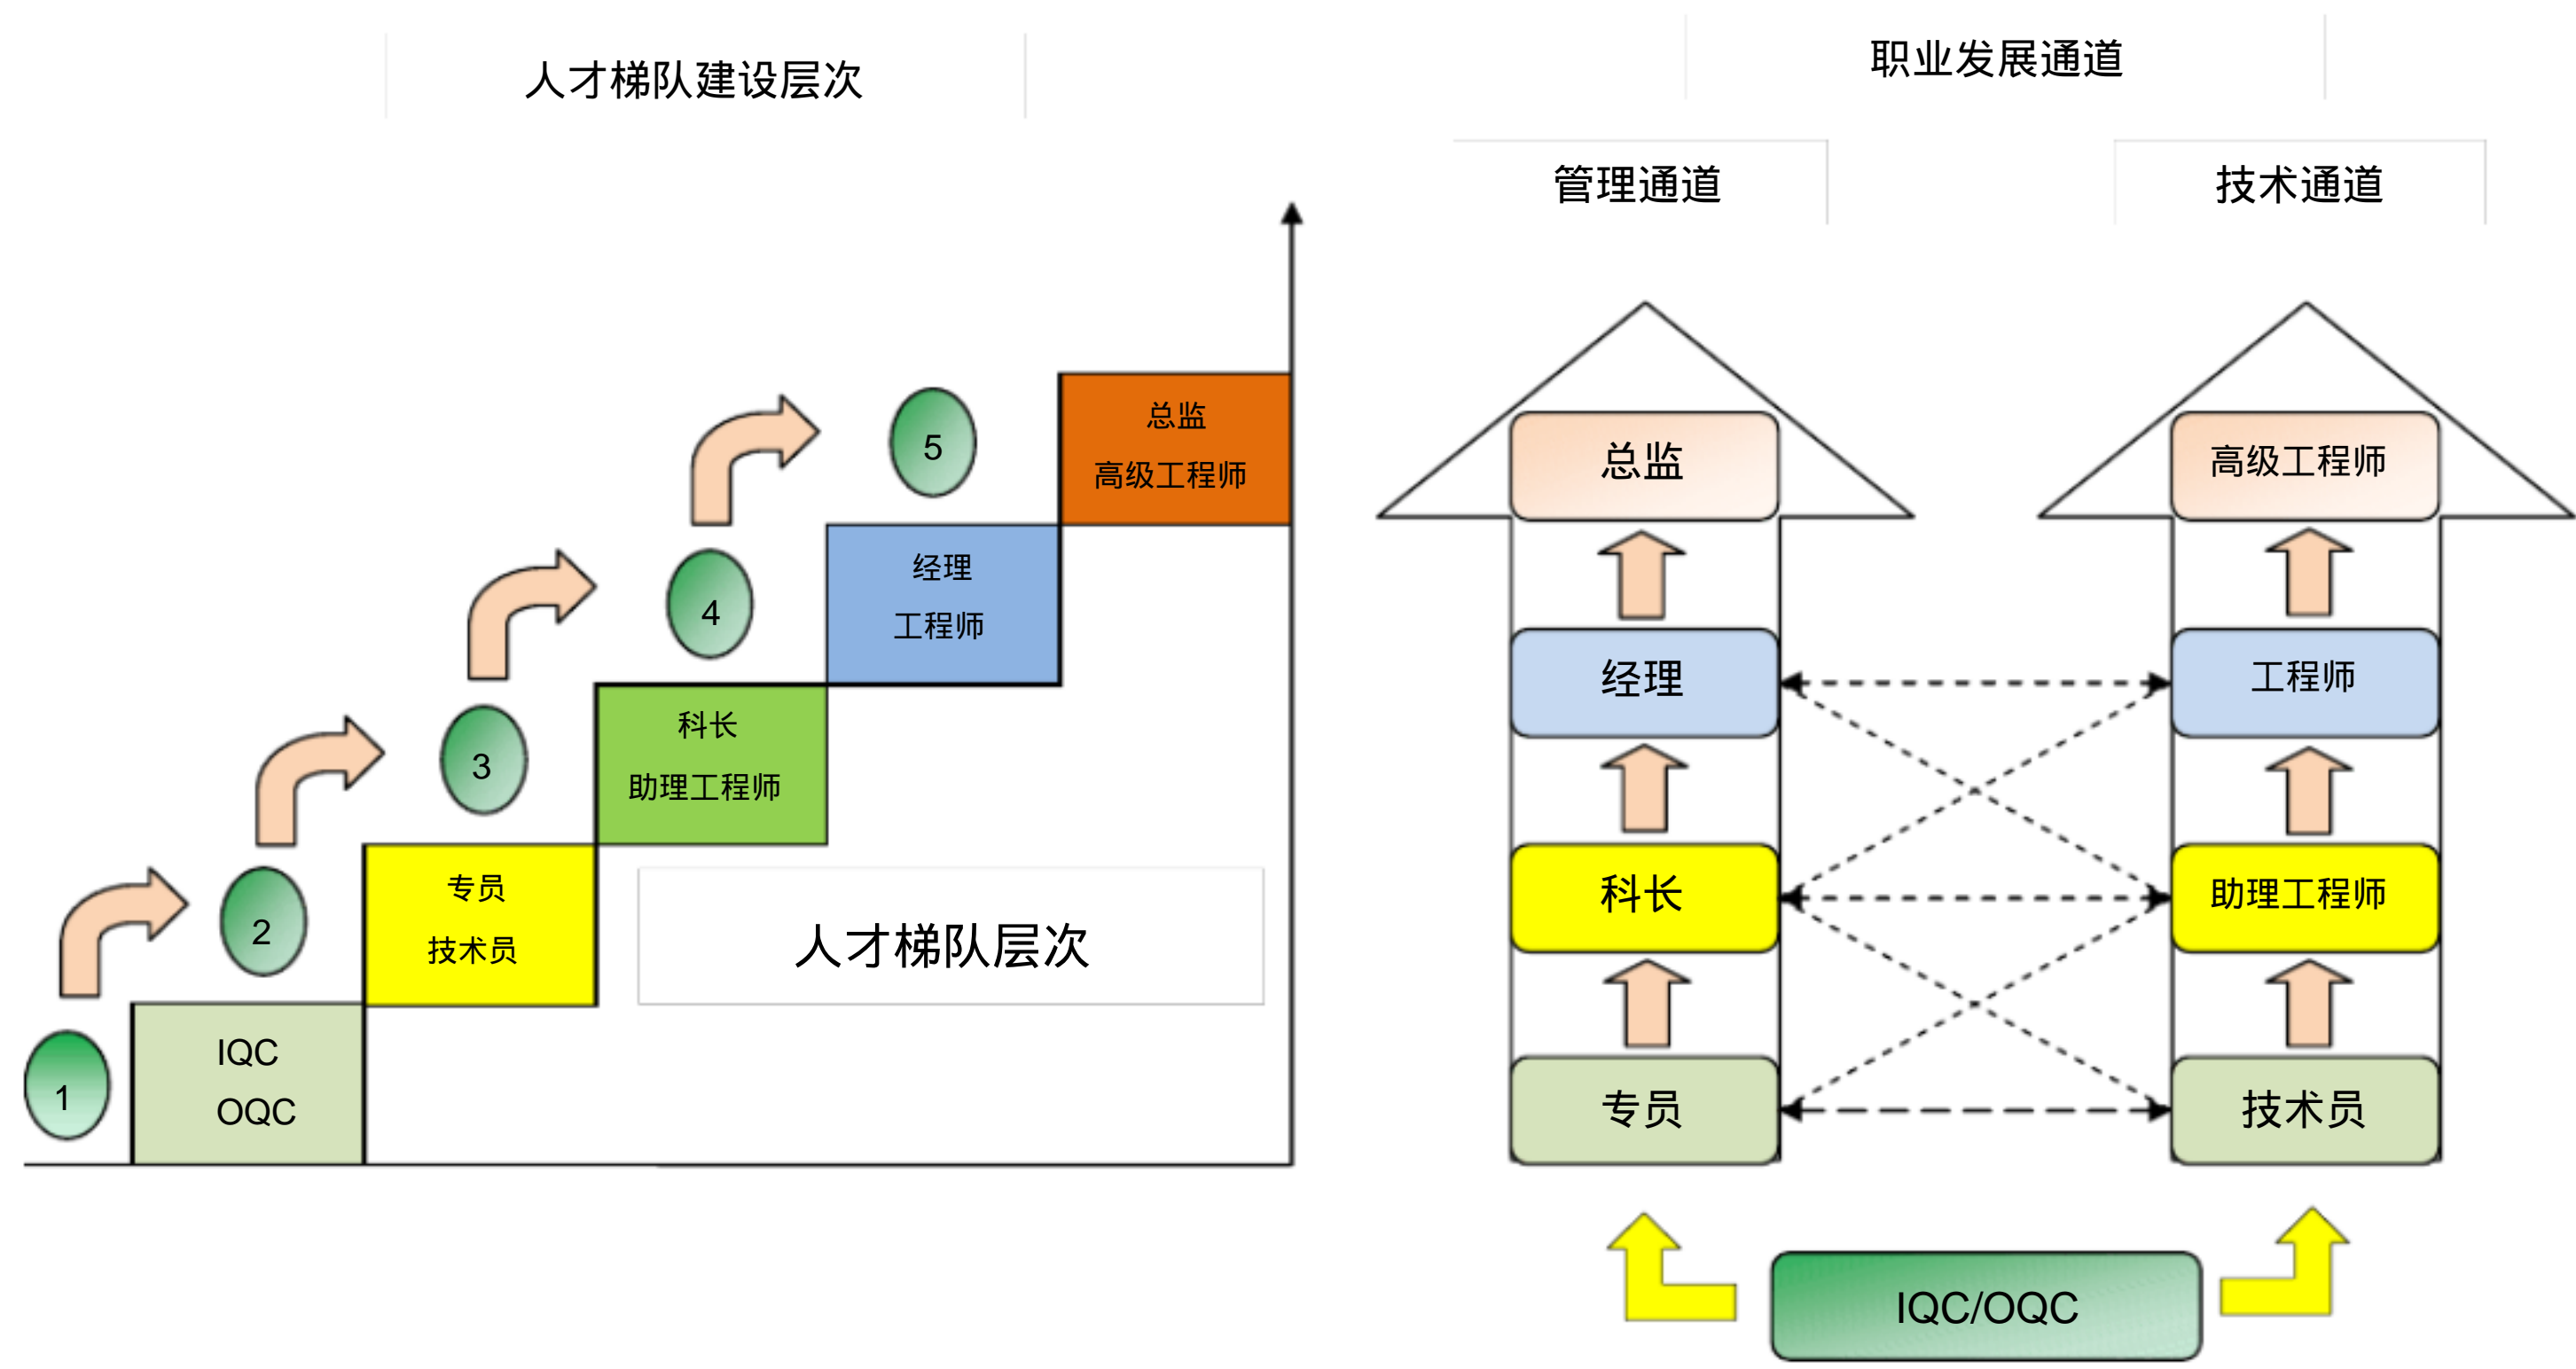 人才梯队建设层次
5
总监
高级工程师
4
经理
工程师
3
科长
助理工程师
2
专员
技术员
人才梯队层次
1
IQC
OQC
职业发展通道
管理通道
技术通道
总监
高级工程师
经理
工程师
科长
助理工程师
专员
技术员
IQC/OQC